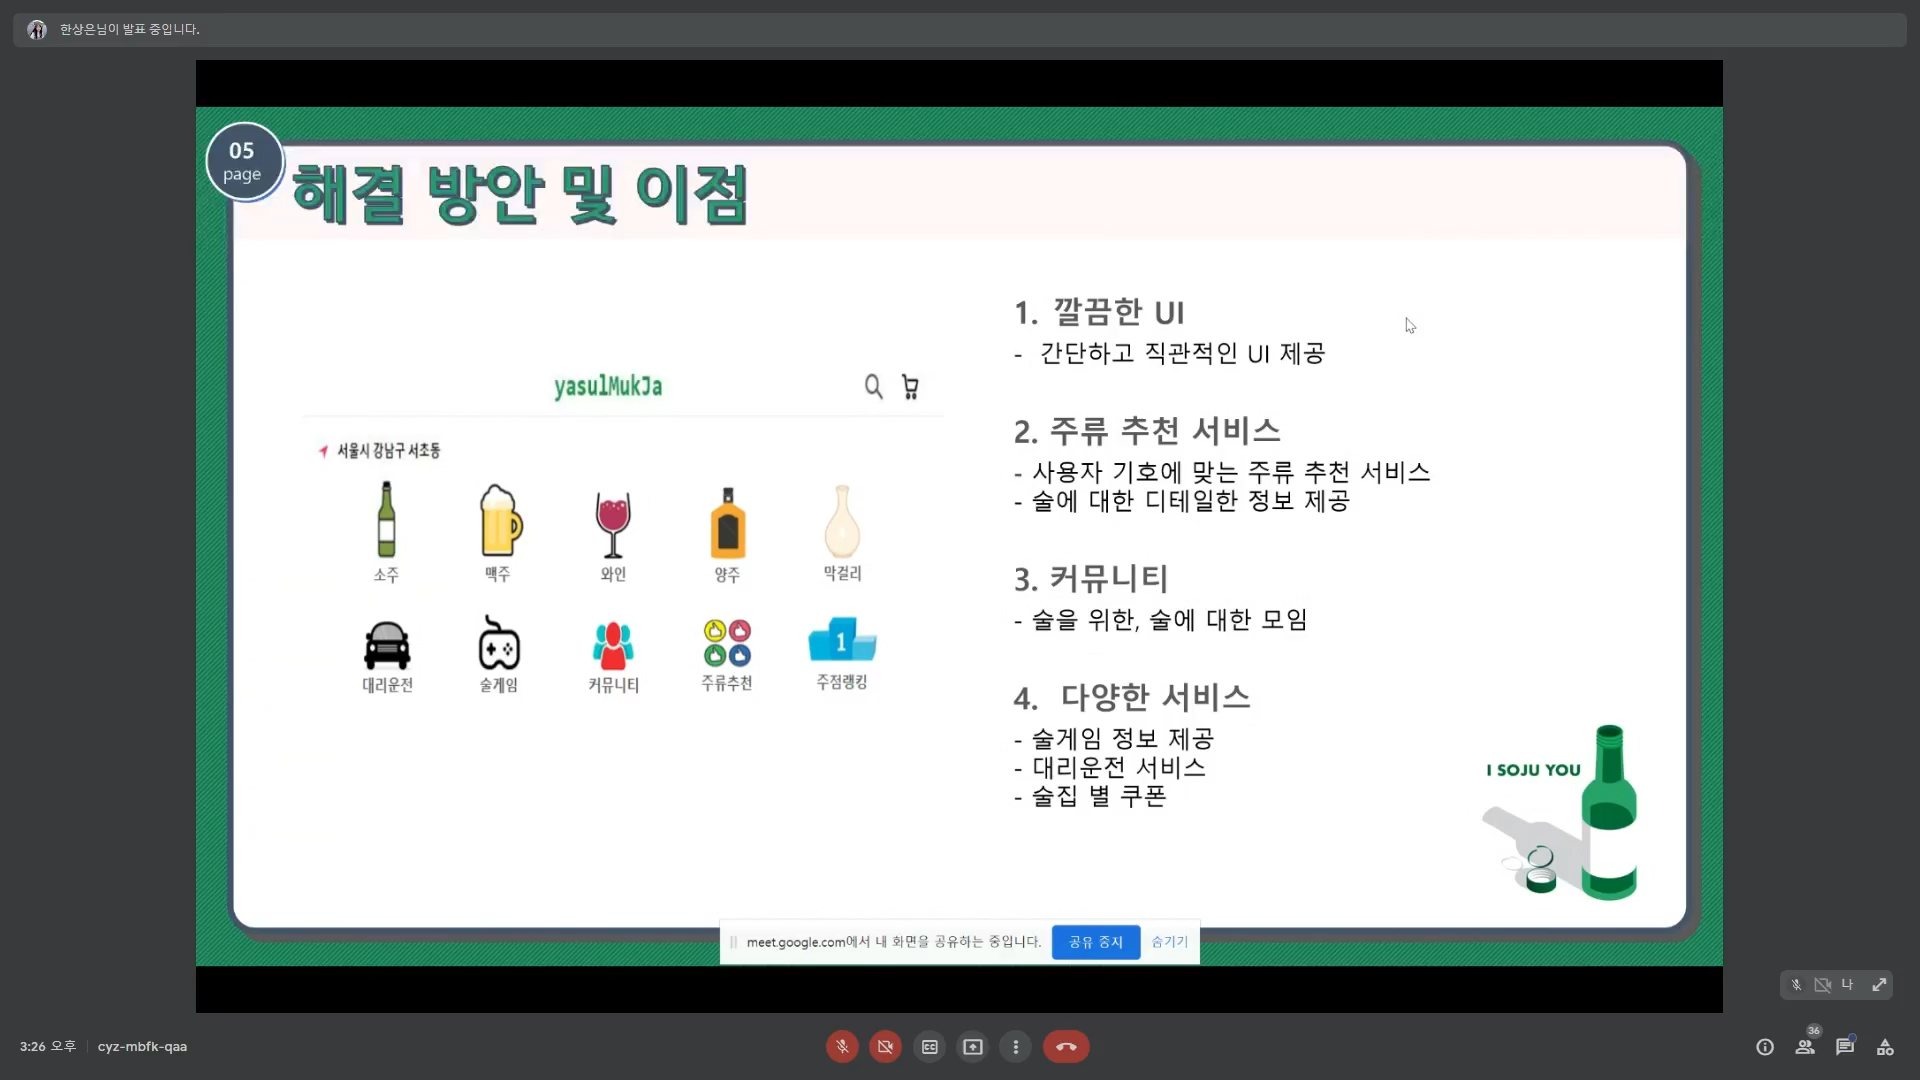 한상은님이 발표 중입니다.
05
page
해결 방안 및 이점
yasulMukJa
서울시 강남구 서초동
소주
맥주
와인
양주
막걸리
대리운전
술게임
커뮤니티
주류추천
1
주점랭킹
1. 깔끔한 UI
- 간단하고 직관적인 UI 제공
2. 주류 추천 서비스
- 사용자 기호에 맞는 주류 추천 서비스
- 술에 대한 디테일한 정보 제공
3. 커뮤니티
- 술을 위한, 술에 대한 모임
4. 다양한 서비스
- 술게임 정보 제공
- 대리운전 서비스
- 술집 별 쿠폰
I SOJU YOU
meet.google.com에서 내 화면을 공유하는 중입니다.
공유 중지
숨기기
나
3:26 오후
cyz-mbfk-qaa
36